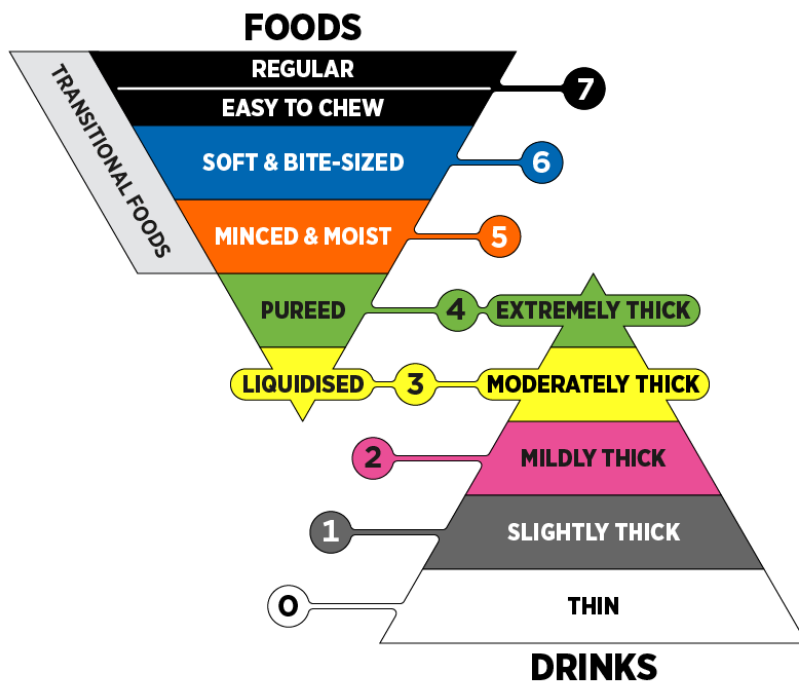 FOODS
REGULAR
7
EASY TO CHEW
TRANSITIONAL FOODS
SOFT & BITE-SIZED
6
MINCED & MOIST
5
PUREED
4
EXTREMELY THICK
LIQUIDISED
3
MODERATELY THICK
2
MILDLY THICK
1
SLIGHTLY THICK
0
THIN
DRINKS